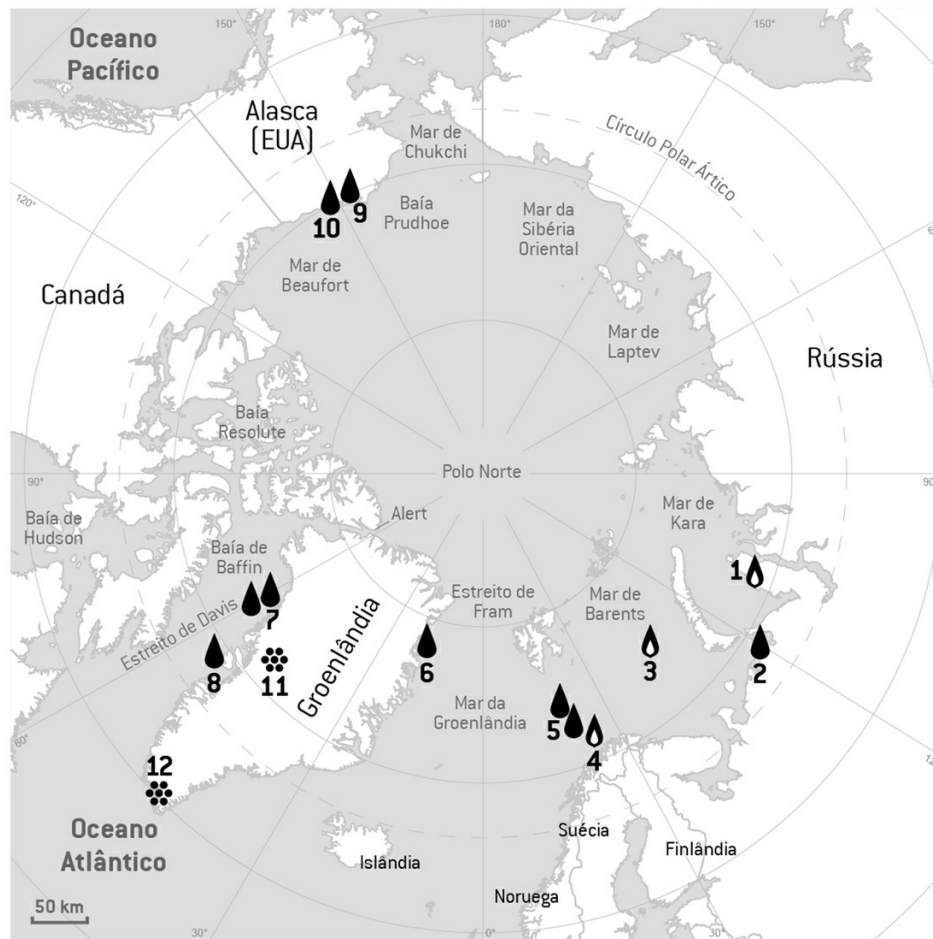 150°
180°
150°
Oceano
Pacífico
Alasca
(EUA)
Mar de
Chukchi
Círculo Polar Ártico
120°
Baía
Prudhoe
Mar da
Sibéria
Oriental
10
9
Mar de
Beaufort
Canadá
Mar de
Laptev
Rússia
Baía
Resolute
Polo Norte
90°
90
Baía de
Hudson
Alert
Mar de
Kara
Baía de
Baffin
1
Estreito de
Fram
Mar de
Barents
Estreito de Davis
7
Groenlândia
8
11
6
3
2
Mar da
Groenlândia
5
4
60°
12
12
Oceano
Atlântico
Suécia
Finlândia
Islândia
Noruega
50 km
30°
0°
30°